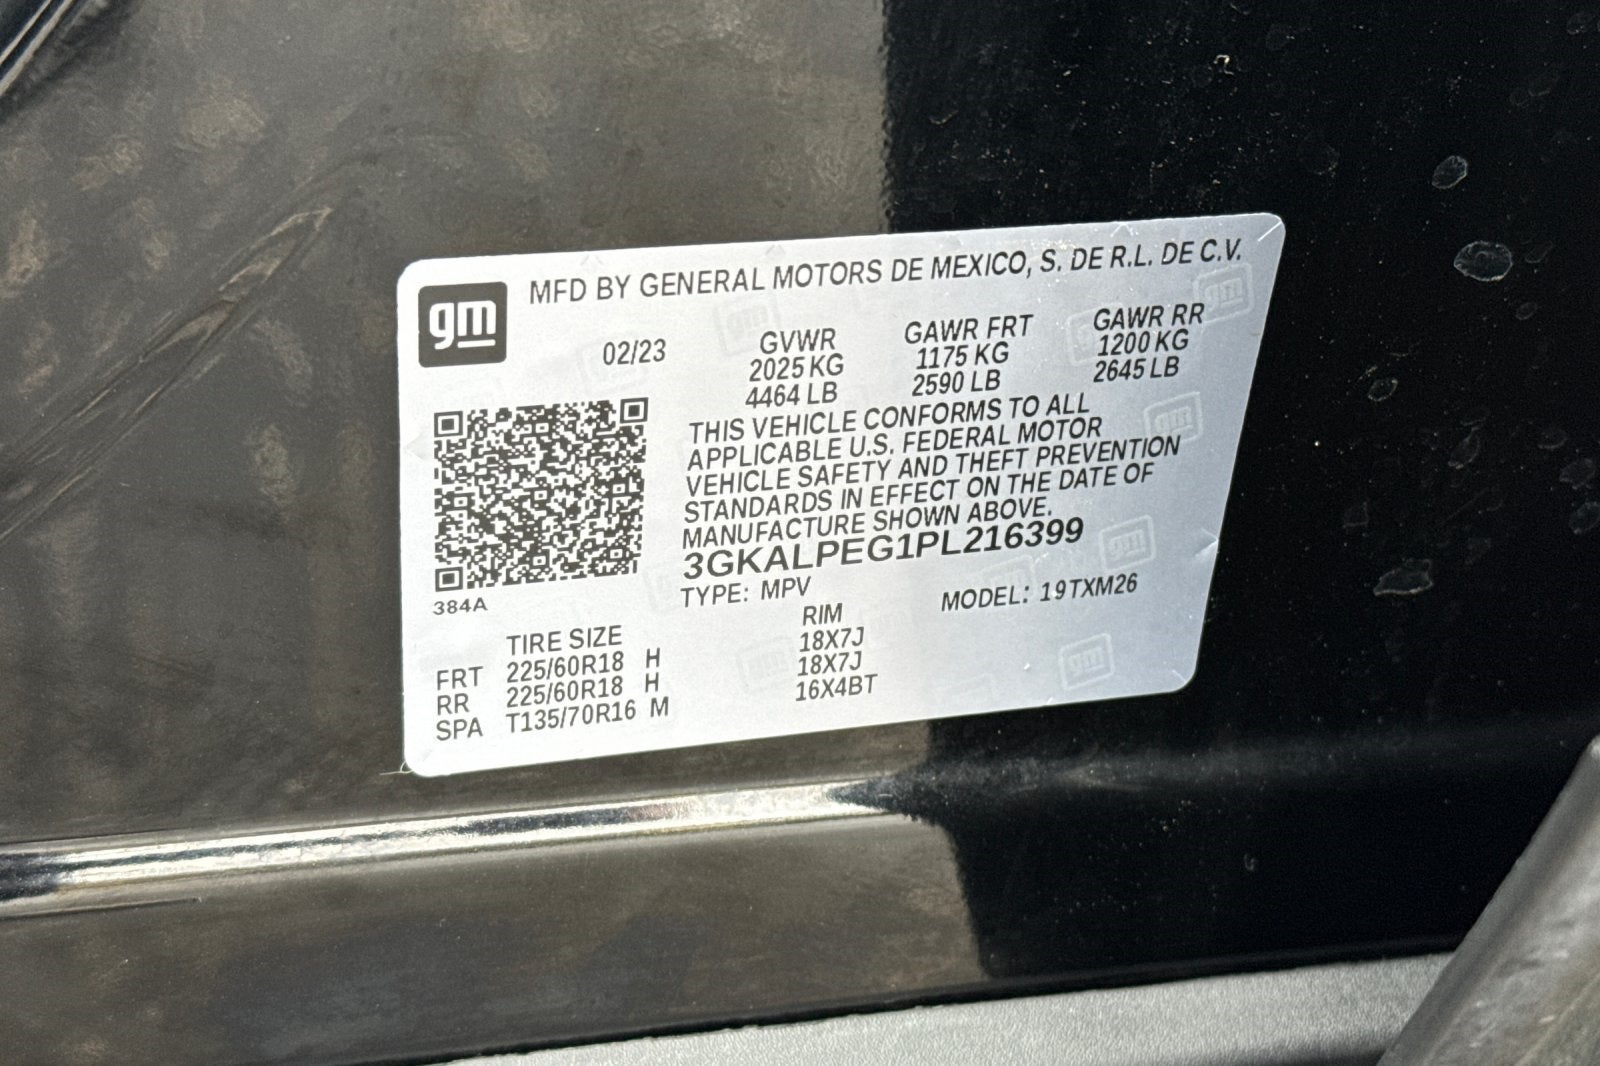 gm MFD BY GENERAL MOTORS DE MEXICO, S. DE R.L. DE C.V.
02/23 GVWR GAWR FRT GAWR RR
2025 KG 1175 KG 1200 KG
4464 LB 2590 LB 2645 LB
THIS VEHICLE CONFORMS TO ALL
APPLICABLE U.S. FEDERAL MOTOR
VEHICLE SAFETY AND THEFT PREVENTION
STANDARDS IN EFFECT ON THE DATE OF
MANUFACTURE SHOWN ABOVE.
3GKALPEG1PL216399
384A
TYPE: MPV MODEL: 19TXM26
TIRE SIZE RIM
FRT 225/60R18 H 18X7J
RR 225/60R18 H 18X7J
SPA T135/70R16 M 16X4BT